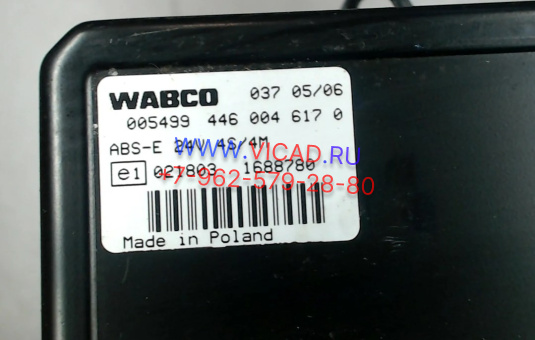 WABCO 037 05/06
005499 446 004 617 0
ABS-E 24V 4S/4M
WWW.VICAD.RU
e1 021803 1688780
+7-962-579-28-80
Made in Poland